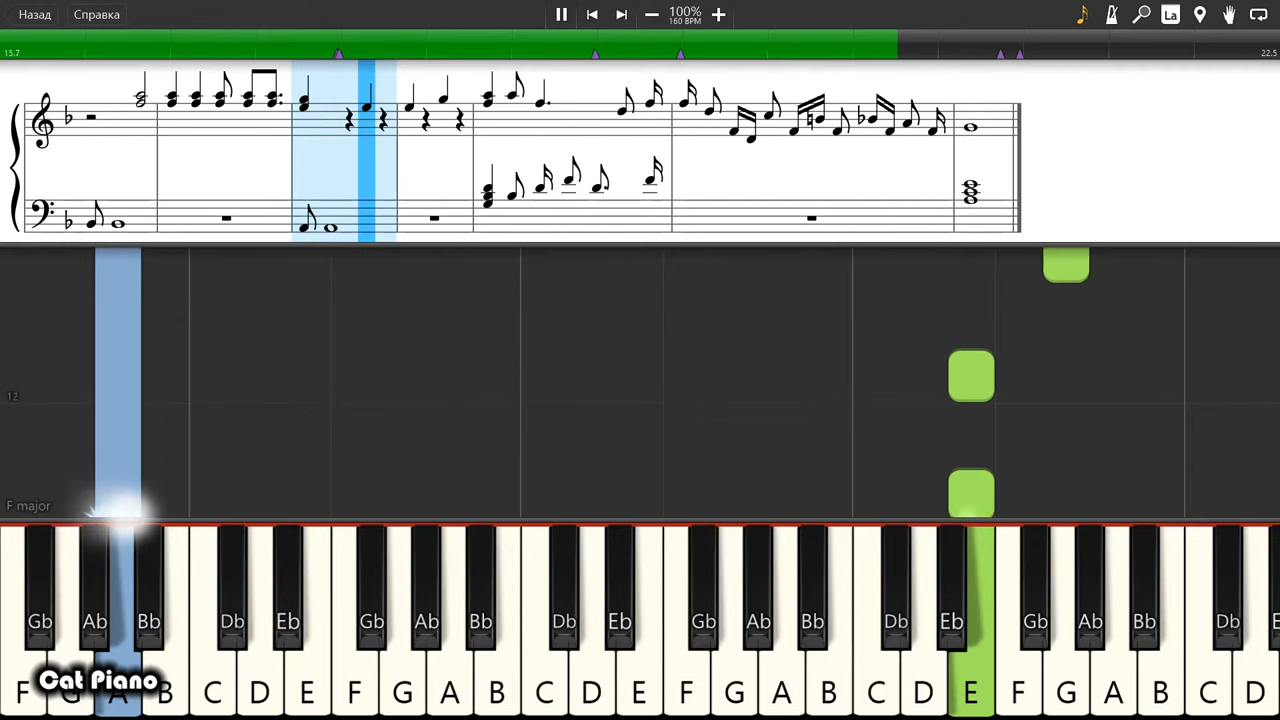 Назад Справка 100% La
160 BPM
15.7 22.5
12
F major
Gb Ab Bb Db Eb Gb Ab Bb Db Eb Gb Ab Bb Db Eb Gb Ab Bb Db E
Cat Piano
F G A B C D E F G A B C D E F G A B C D E F G A B C D